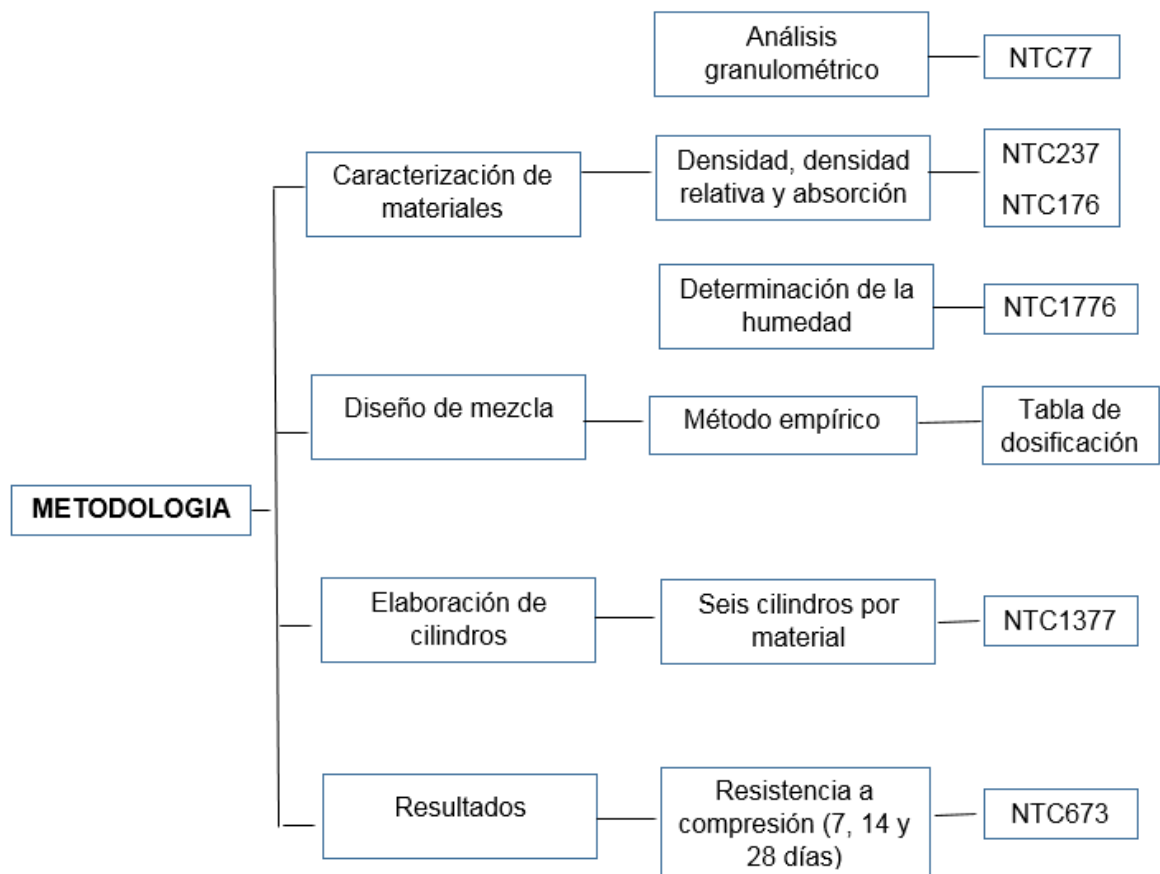 Análisis
granulométrico
NTC77
Caracterización de
materiales
Densidad, densidad
relativa y absorción
NTC237
NTC176
Determinación de la
humedad
NTC1776
Diseño de mezcla
Método empírico
Tabla de
dosificación
METODOLOGIA
Elaboración de
cilindros
Seis cilindros por
material
NTC1377
Resultados
Resistencia a
compresión (7, 14 y
28 días)
NTC673